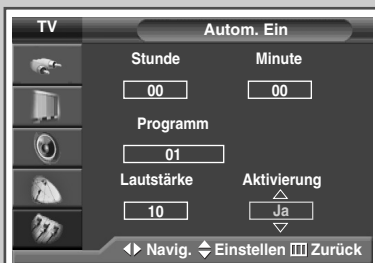 TV
Autom. Ein
Stunde Minute
00 00
Programm
01
Lautstärke Aktivierung
10 Ja
Navig. Einstellen Zurück